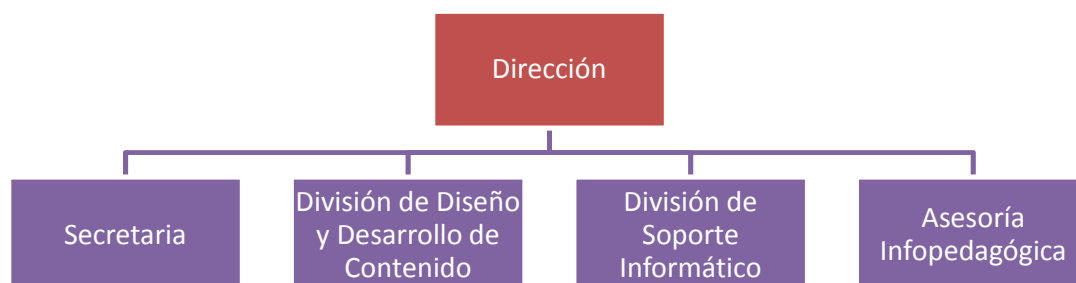 Dirección
Secretaria
División de Diseño
y Desarrollo de
Contenido
División de
Soporte
Informático
Asesoría
Infopedagógica